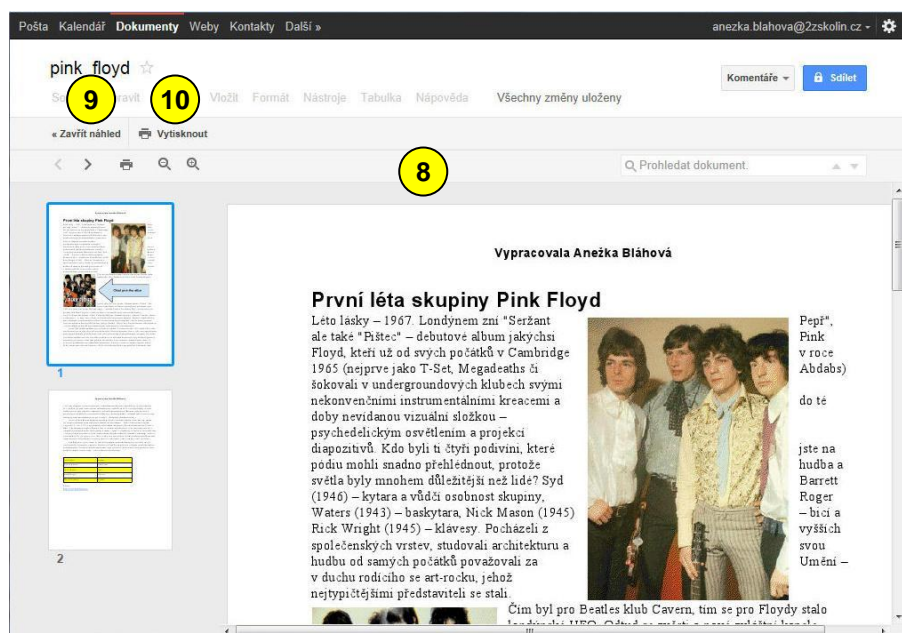 Pošta Kalendář Dokumenty Weby Kontakty Další » anezka.blahova@2zskolin.cz
pink_floyd
Komentáře Sdílet
9 10 Vložit Formát Nástroje Tabulka Nápověda Všechny změny uloženy
« Zavřít náhled Vytisknout
8 Prohledat dokument.
Vypracovala Anežka Bláhová
První léta skupiny Pink Floyd
Léto lásky – 1967. Londýnem zní "Seržant Pepř",
ale také "Pištec" – debutové album jakýchsi Pink
Floyd, kteří už od svých počátků v Cambridge v roce
1965 (nejprve jako T-Set, Megadeaths či Abdabs)
šokovali v undergroundových klubech svými
nekonvenčními instrumentálními kreacemi a do té
doby nevídanou vizuální složkou –
psychedelickým osvětlením a projekcí
diapozitivů. Kdo byli ti čtyři podivíni, které jste na
pódiu mohli snadno přehlédnout, protože hudba a
světla byly mnohem důležitější než lidé? Syd Barrett
(1946) – kytara a vůdčí osobnost skupiny, Roger
Waters (1943) – baskytara, Nick Mason (1945) – bicí a
Rick Wright (1945) – klávesy. Pocházeli z vyšších
společenských vrstev, studovali architekturu a svou
hudbu od samých počátků považovali za Umění –
v duchu rodícího se art-rocku, jehož
nejtypičtějšími představiteli se stali.
Čím byl pro Beatles klub Cavern, tím se pro Floydy stalo
1
2